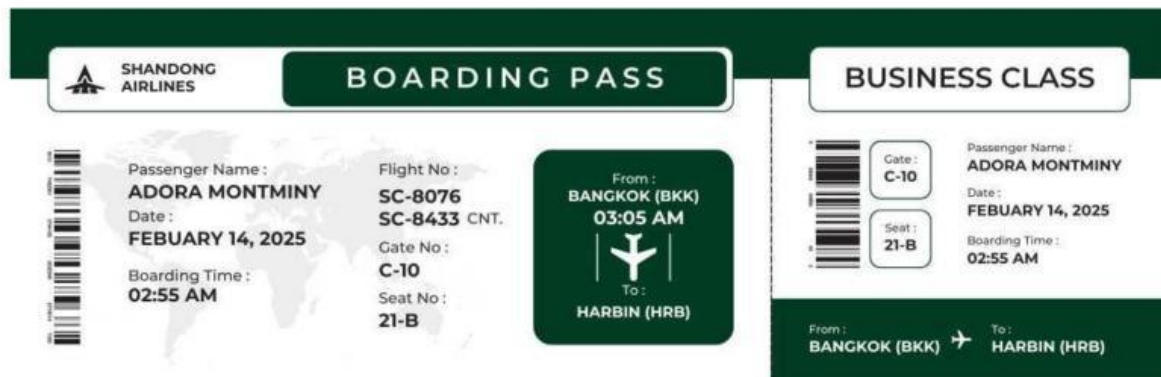 SHANDONG
AIRLINES
BOARDING PASS
Passenger Name :
ADORA MONTMINY
Date :
FEBUARY 14, 2025
Boarding Time :
02:55 AM
Flight No :
SC-8076
SC-8433 CNT.
Gate No :
C-10
Seat No :
21-B
From :
BANGKOK (BKK)
03:05 AM
To :
HARBIN (HRB)
BUSINESS CLASS
Gate :
C-10
Seat :
21-B
Passenger Name :
ADORA MONTMINY
Date :
FEBUARY 14, 2025
Boarding Time :
02:55 AM
From :
BANGKOK (BKK)
To :
HARBIN (HRB)